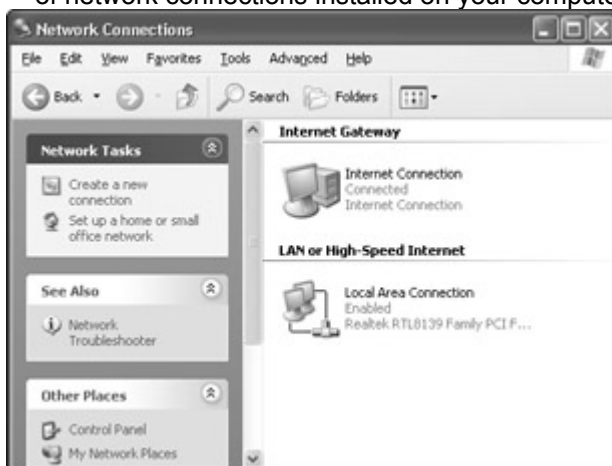 of network connections installed on your compute
Network Connections
File Edit View Favorites Tools Advanced Help
Back Search Folders
Network Tasks
Create a new
connection
Set up a home or small
office network
See Also
Network
Troubleshooter
Other Places
Control Panel
My Network Places
Internet Gateway
Internet Connection
Connected
Internet Connection
LAN or High-Speed Internet
Local Area Connection
Enabled
Realtek RTL8139 Family PCI F...